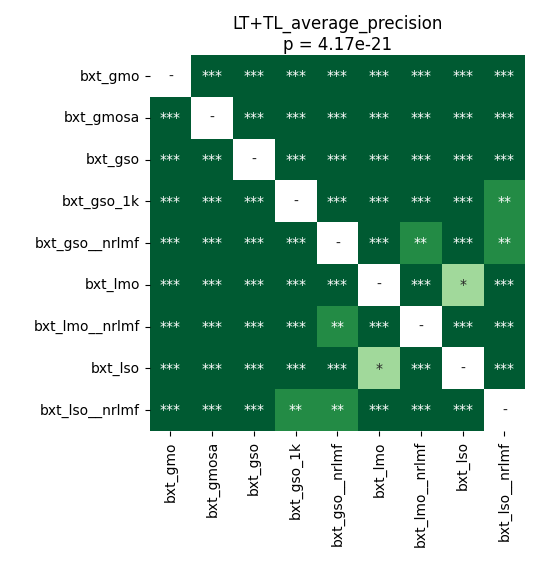 LT+TL_average_precision
p = 4.17e-21
bxt_gmo - *** *** *** *** *** *** *** ***
bxt_gmosa *** - *** *** *** *** *** *** ***
bxt_gso *** *** - *** *** *** *** *** ***
bxt_gso_1k *** *** *** - *** *** *** *** **
bxt_gso__nrlmf *** *** *** *** - *** ** *** **
bxt_lmo *** *** *** *** *** - *** * ***
bxt_lmo__nrlmf *** *** *** *** ** *** - *** ***
bxt_lso *** *** *** *** *** * *** - ***
bxt_lso__nrlmf *** *** *** ** ** *** *** *** -
bxt_gmo
bxt_gmosa
bxt_gso
bxt_gso_1k
bxt_gso__nrlmf
bxt_lmo
bxt_lmo__nrlmf
bxt_lso
bxt_lso__nrlmf